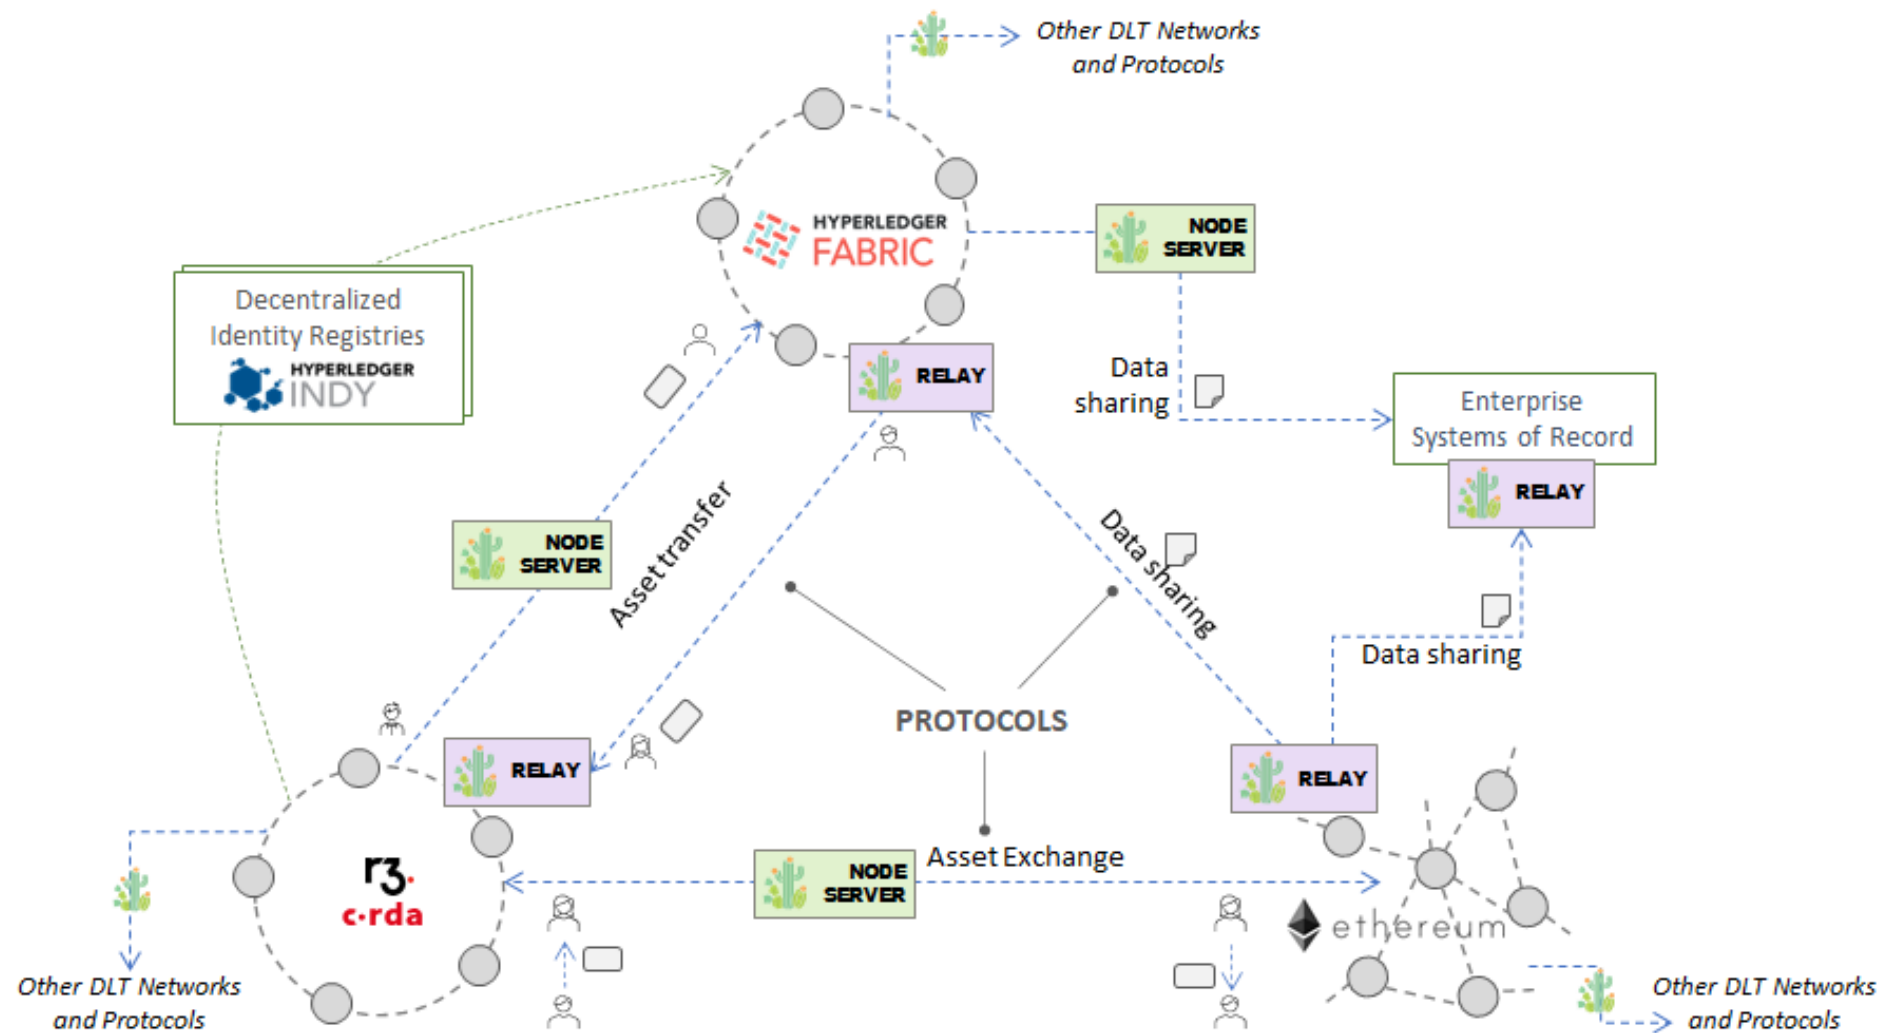 Other DLT Networks
and Protocols
HYPERLEDGER
FABRIC
NODE
SERVER
Decentralized
Identity Registries
HYPERLEDGER
INDY
RELAY
Data
sharing
Enterprise
Systems of Record
RELAY
NODE
SERVER
Asset transfer
Data sharing
Data sharing
PROTOCOLS
RELAY
RELAY
r3.
c·rda
NODE
SERVER
Asset Exchange
ethereum
Other DLT Networks
and Protocols
Other DLT Networks
and Protocols